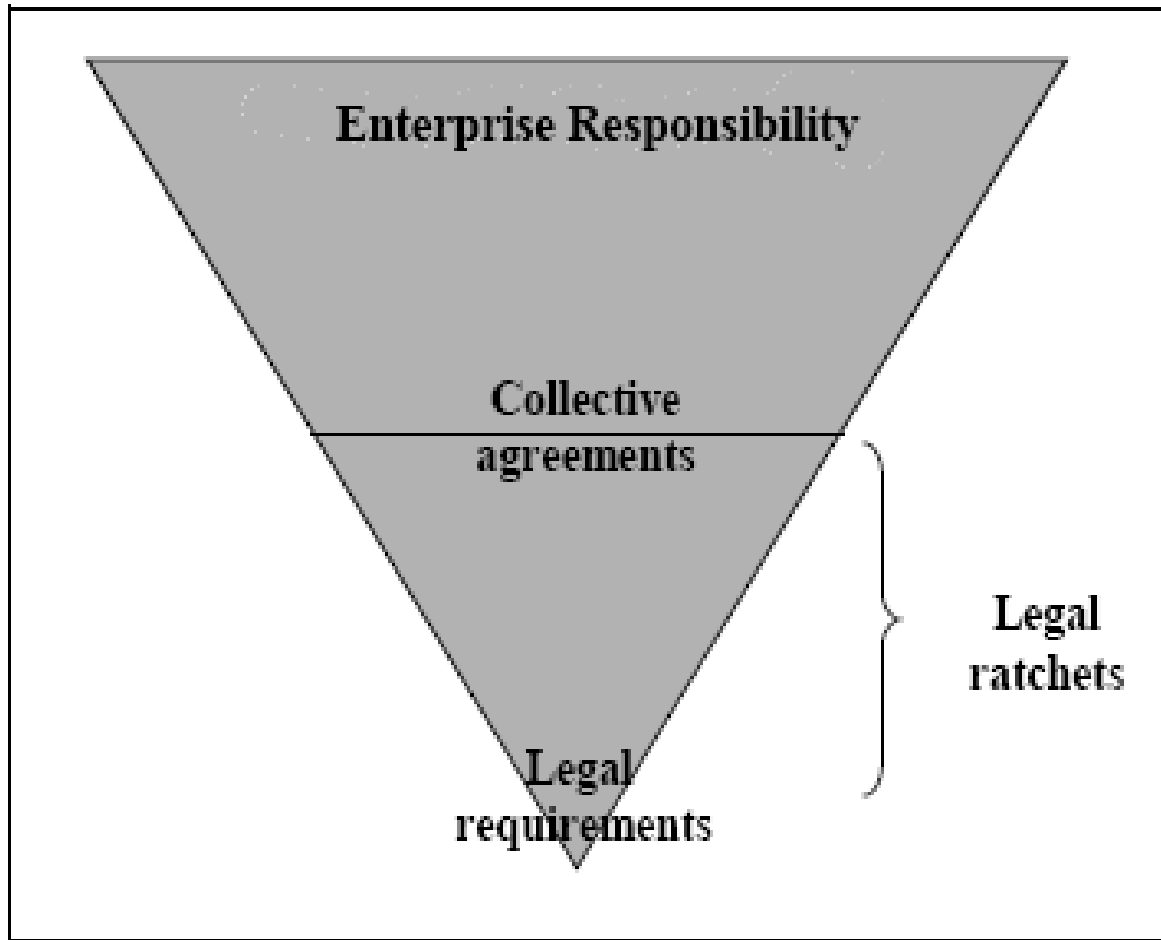 Enterprise Responsibility
Collective
agreements
Legal
ratchets
Legal
requirements